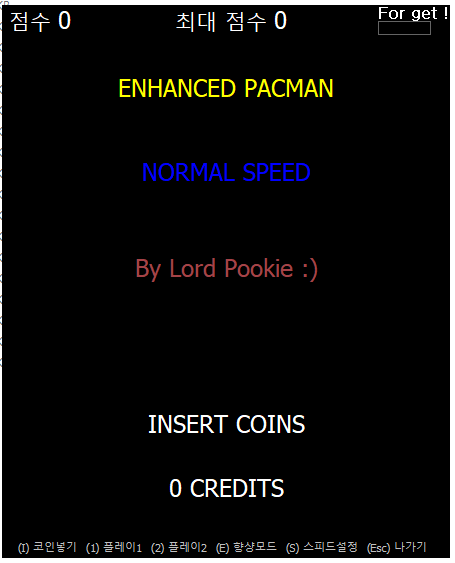 점수 0 최대 점수 0 For get !
ENHANCED PACMAN
NORMAL SPEED
By Lord Pookie :)
INSERT COINS
0 CREDITS
(I) 코인넣기 (1) 플레이1 (2) 플레이2 (E) 향샹모드 (S) 스피드설정 (Esc) 나가기